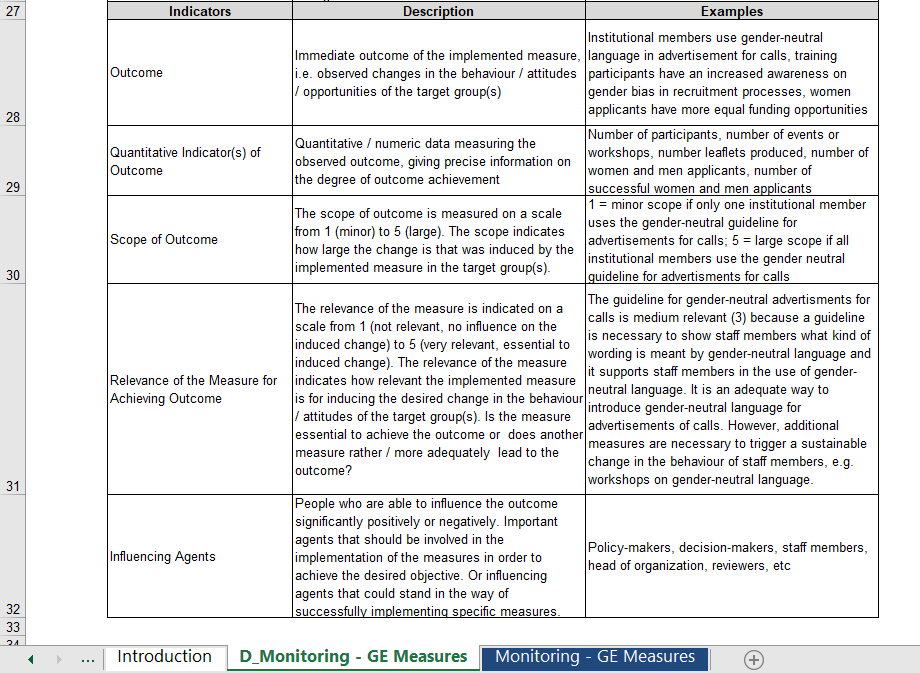 27
Indicators
Description
Examples
28
Outcome
Immediate outcome of the implemented measure,
i.e. observed changes in the behaviour / attitudes
/ opportunities of the target group(s)
Institutional members use gender-neutral
language in advertisement for calls, training
participants have an increased awareness on
gender bias in recruitment processes, women
applicants have more equal funding opportunities
29
Quantitative Indicator(s) of
Outcome
Quantitative / numeric data measuring the
observed outcome, giving precise information on
the degree of outcome achievement
Number of participants, number of events or
workshops, number leaflets produced, number of
women and men applicants, number of
successful women and men applicants
30
Scope of Outcome
The scope of outcome is measured on a scale
from 1 (minor) to 5 (large). The scope indicates
how large the change is that was induced by the
implemented measure in the target group(s).
1 = minor scope if only one institutional member
uses the gender-neutral guideline for
advertisements for calls; 5 = large scope if all
institutional members use the gender neutral
guideline for advertisments for calls
31
Relevance of the Measure for
Achieving Outcome
The relevance of the measure is indicated on a
scale from 1 (not relevant, no influence on the
induced change) to 5 (very relevant, essential to
induced change). The relevance of the measure
indicates how relevant the implemented measure
is for inducing the desired change in the behaviour
/ attitudes of the target group(s). Is the measure
essential to achieve the outcome or does another
measure rather / more adequately lead to the
outcome?
The guideline for gender-neutral advertisments for
calls is medium relevant (3) because a guideline
is necessary to show staff members what kind of
wording is meant by gender-neutral language and
it supports staff members in the use of gender-
neutral language. It is an adequate way to
introduce gender-neutral language for
advertisements of calls. However, additional
measures are necessary to trigger a sustainable
change in the behaviour of staff members, e.g.
workshops on gender-neutral language.
32
Influencing Agents
People who are able to influence the outcome
significantly positively or negatively. Important
agents that should be involved in the
implementation of the measures in order to
achieve the desired objective. Or influencing
agents that could stand in the way of
successfully implementing specific measures.
Policy-makers, decision-makers, staff members,
head of organization, reviewers, etc
33
34
...
Introduction
D_Monitoring - GE Measures
Monitoring - GE Measures